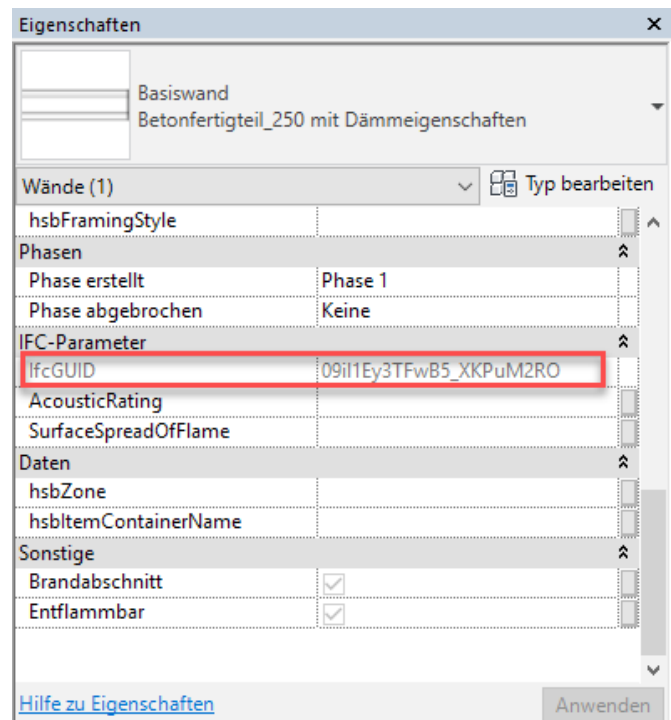 Eigenschaften
Basiswand
Betonfertigteil_250 mit Dämmeigenschaften
Wände (1) Typ bearbeiten
hsbFramingStyle
Phasen
Phase erstellt Phase 1
Phase abgebrochen Keine
IFC-Parameter
IfcGUID 09iI1Ey3TFwB5_XKPuM2RO
AcousticRating
SurfaceSpreadOfFlame
Daten
hsbZone
hsbItemContainerName
Sonstige
Brandabschnitt
Entflammbar
Hilfe zu Eigenschaften Anwenden